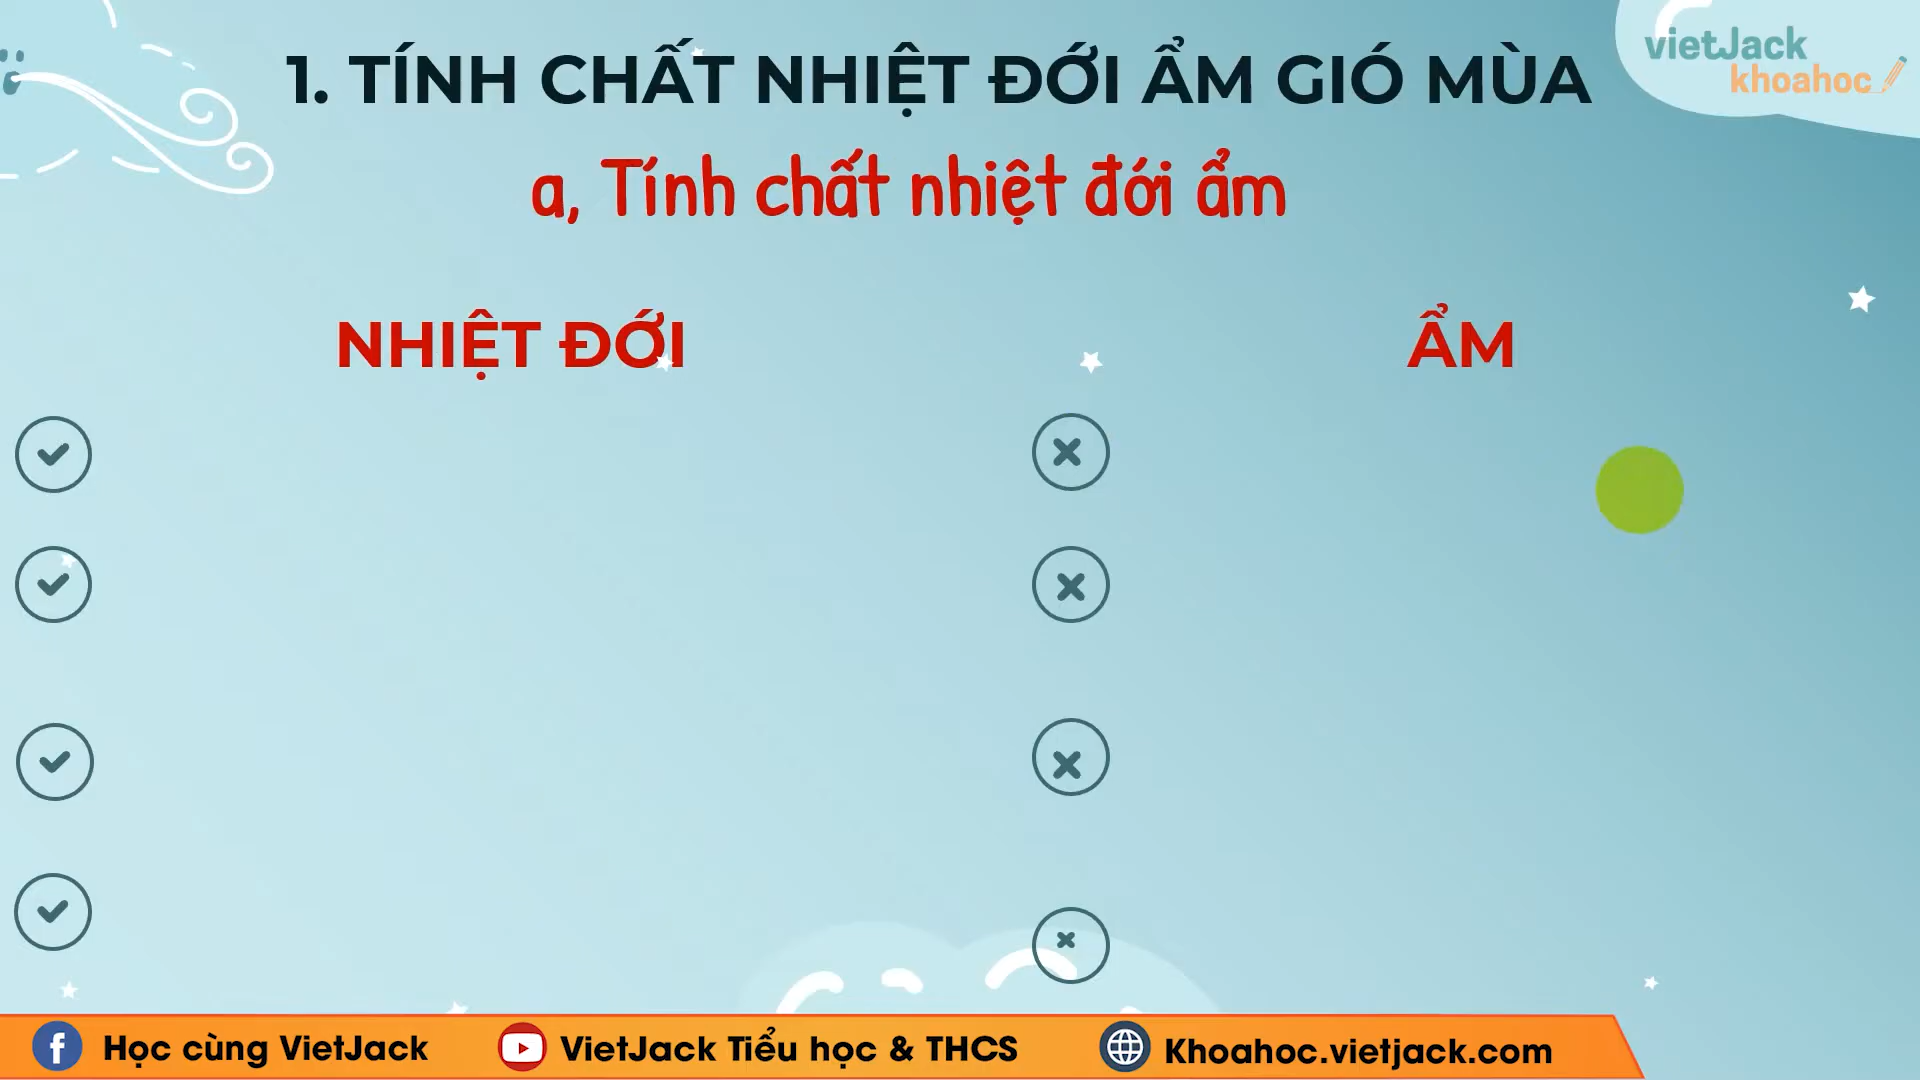 vietJack
khoahoc
1. TÍNH CHẤT NHIỆT ĐỚI ẨM GIÓ MÙA
a, Tính chất nhiệt đới ẩm
NHIỆT ĐỚI
ẨM
Học cùng VietJack
VietJack Tiểu học & THCS
Khoahoc.vietjack.com